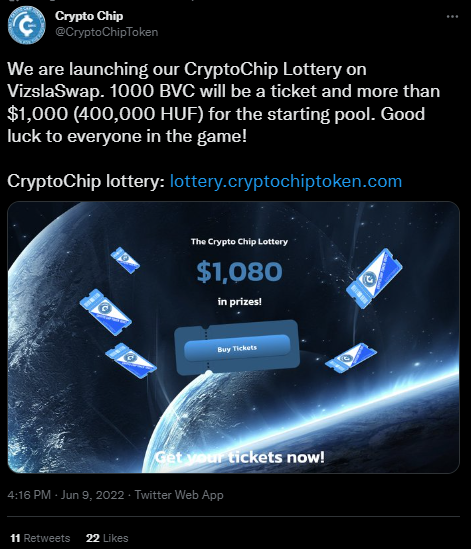 Crypto Chip
@CryptoChipToken
We are launching our CryptoChip Lottery on
VizslaSwap. 1000 BVC will be a ticket and more than
$1,000 (400,000 HUF) for the starting pool. Good
luck to everyone in the game!
CryptoChip lottery: lottery.cryptochiptoken.com
The Crypto Chip Lottery
$1,080
in prizes!
Buy Tickets
Get your tickets now!
4:16 PM · Jun 9, 2022 · Twitter Web App
11 Retweets 22 Likes